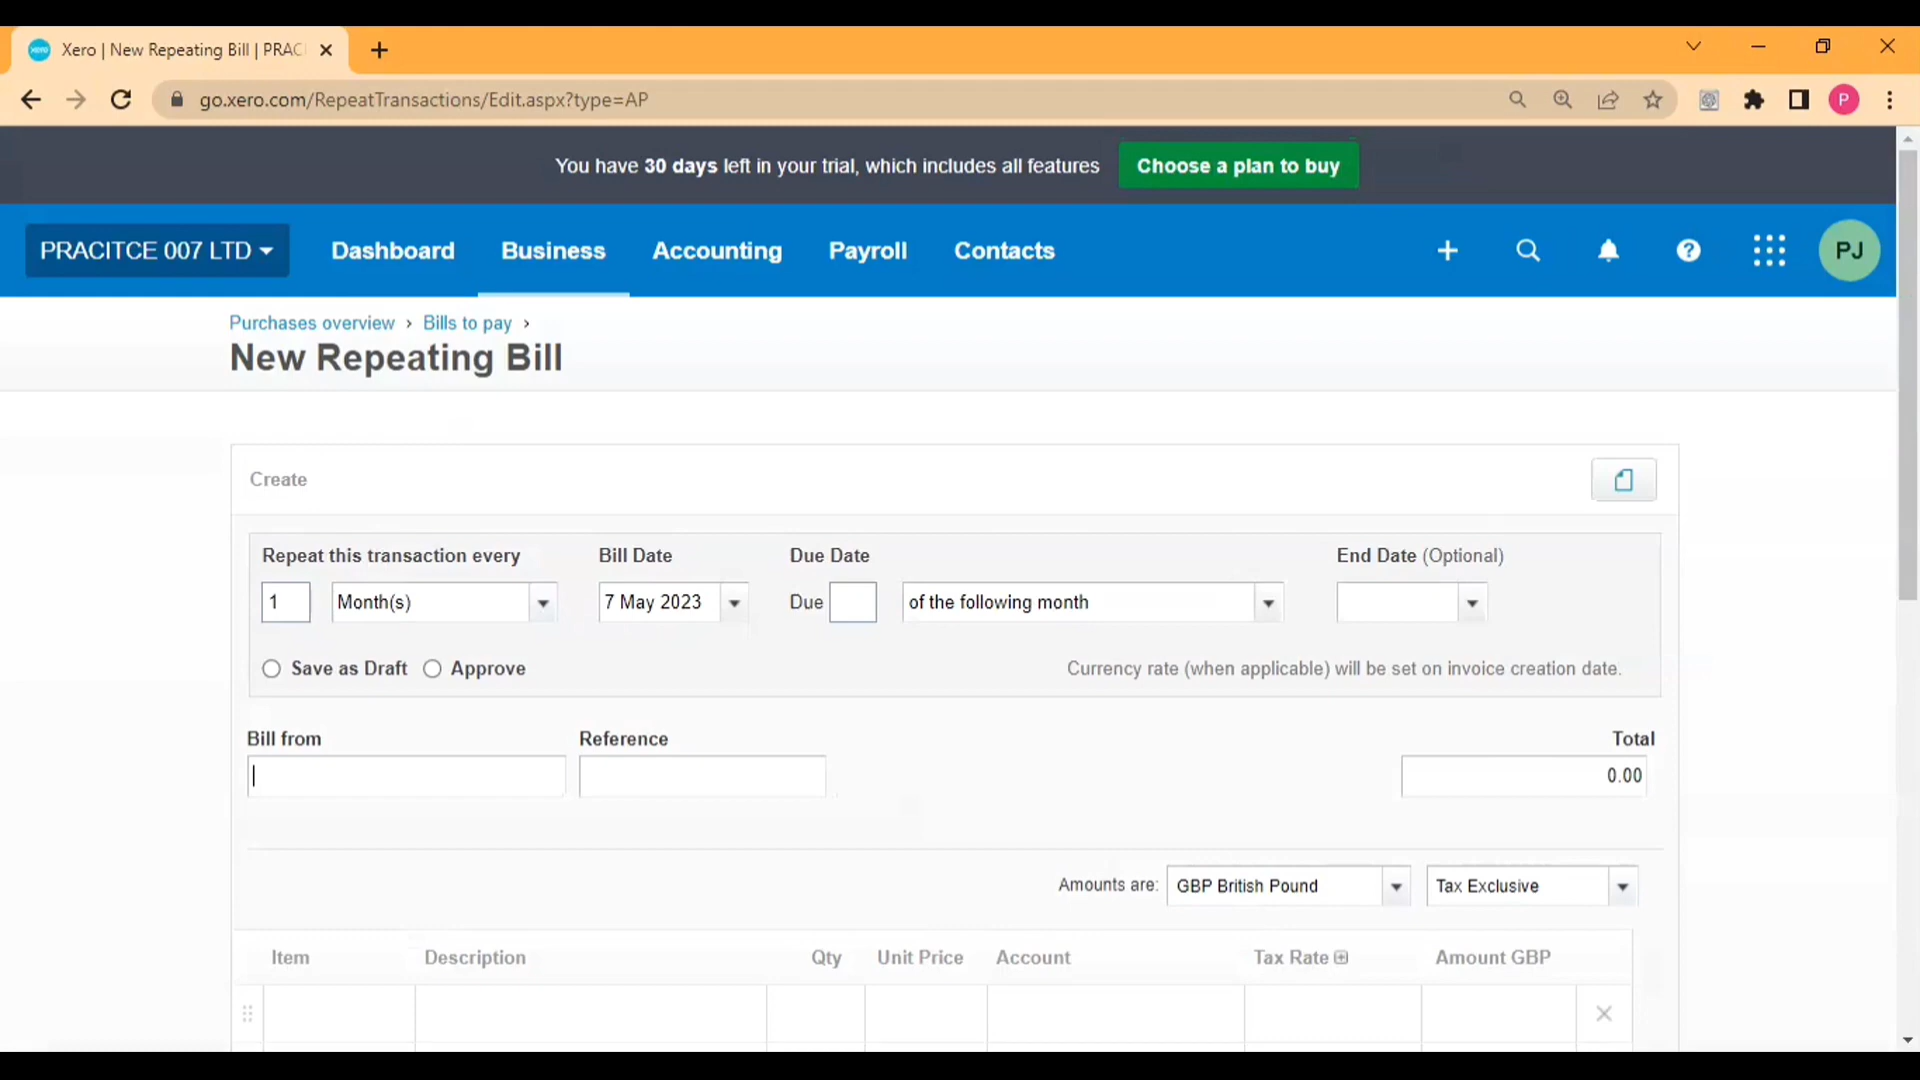 Xero | New Repeating Bill | PRAC
go.xero.com/RepeatTransactions/Edit.aspx?type=AP
P
You have 30 days left in your trial, which includes all features
Choose a plan to buy
PRACITCE 007 LTD
Dashboard
Business
Accounting
Payroll
Contacts
PJ
Purchases overview › Bills to pay ›
New Repeating Bill
Create
Repeat this transaction every
Bill Date
Due Date
End Date (Optional)
1
Month(s)
7 May 2023
Due
of the following month
Save as Draft
Approve
Currency rate (when applicable) will be set on invoice creation date.
Bill from
Reference
Total
0.00
Amounts are:
GBP British Pound
Tax Exclusive
Item
Description
Qty
Unit Price
Account
Tax Rate
Amount GBP